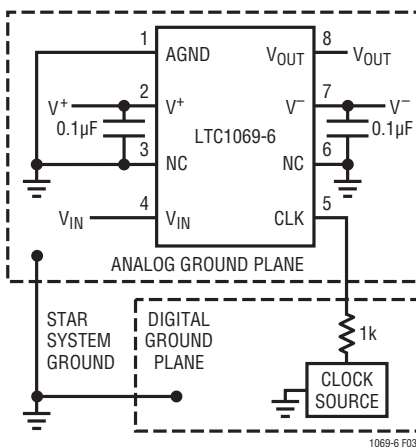 1
AGND
8
VOUT
VOUT
2
V+
V+
0.1µF
7
V−
V−
0.1µF
LTC1069-6
3
NC
6
NC
4
VIN
VIN
5
CLK
ANALOG GROUND PLANE
STAR
SYSTEM
GROUND
DIGITAL
GROUND
PLANE
1k
CLOCK
SOURCE
1069-6 F03